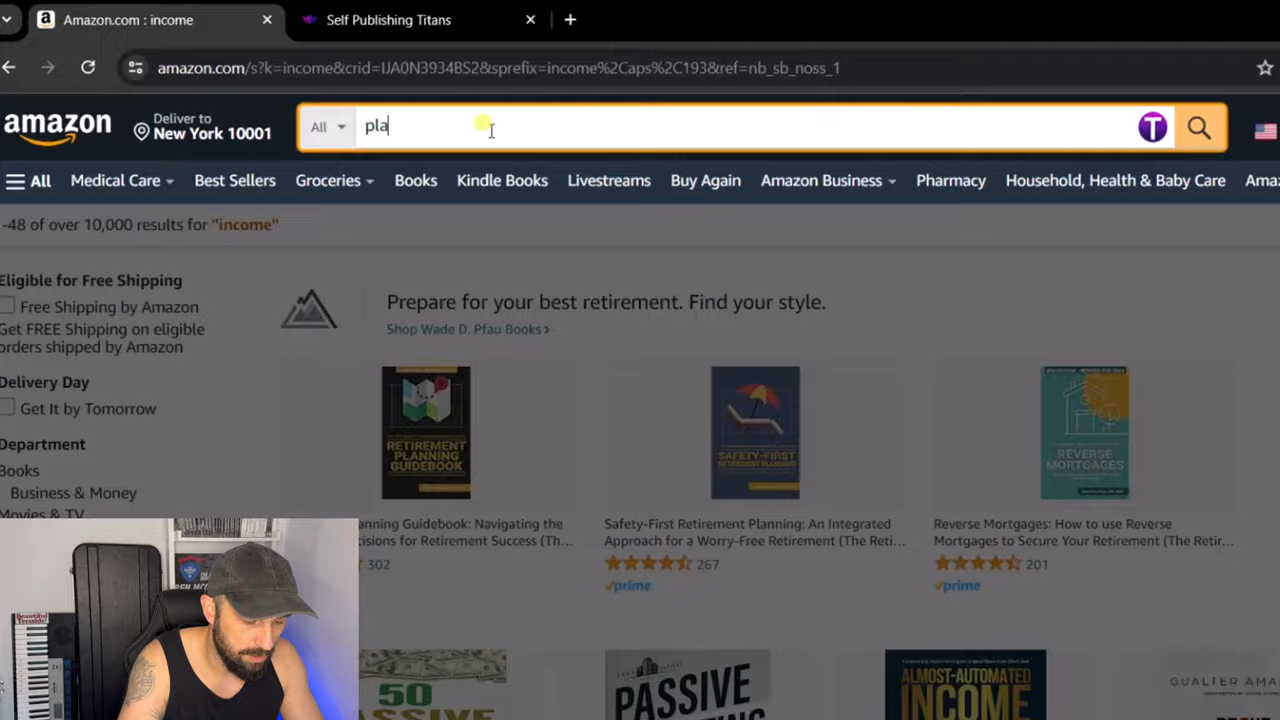 Amazon.com : income
Self Publishing Titans
amazon.com/s?k=income&crid=IJA0N3934BS2&sprefix=income%2Caps%2C193&ref=nb_sb_noss_1
amazon
Deliver to
New York 10001
All
pla
T
All
Medical Care
Best Sellers
Groceries
Books
Kindle Books
Livestreams
Buy Again
Amazon Business
Pharmacy
Household, Health & Baby Care
Amaz
-48 of over 10,000 results for "income"
Eligible for Free Shipping
Free Shipping by Amazon
Get FREE Shipping on eligible
orders shipped by Amazon
Delivery Day
Get It by Tomorrow
Department
Books
Business & Money
Movies & TV
Prepare for your best retirement. Find your style.
Shop Wade D. Pfau Books ›
RETIREMENT
PLANNING
GUIDEBOOK
SAFETY-FIRST
RETIREMENT PLANNING
REVERSE
MORTGAGES
anning Guidebook: Navigating the
cisions for Retirement Success (Th...
302
Safety-First Retirement Planning: An Integrated
Approach for a Worry-Free Retirement (The Reti...
267
prime
Reverse Mortgages: How to use Reverse
Mortgages to Secure Your Retirement (The Retir...
201
prime
50
PASSIVE
ALMOST-AUTOMATED
INCOME
GUALTER AMA
Beautiful